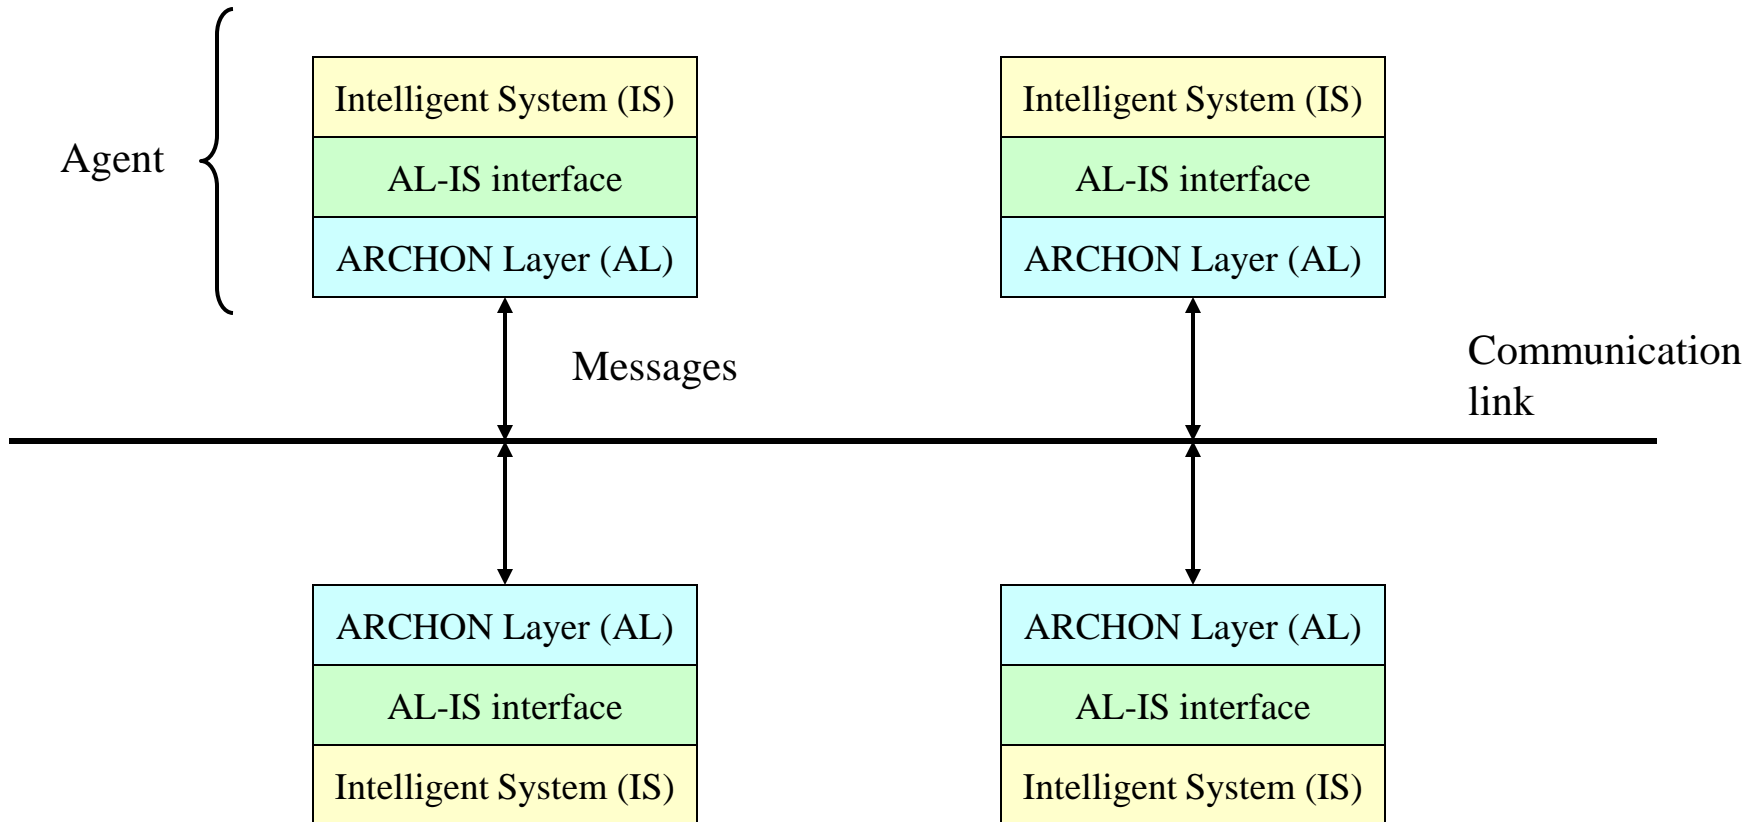 Intelligent System (IS)
Intelligent System (IS)
Agent
AL-IS interface
AL-IS interface
ARCHON Layer (AL)
ARCHON Layer (AL)
Messages
Communication
link
ARCHON Layer (AL)
ARCHON Layer (AL)
AL-IS interface
AL-IS interface
Intelligent System (IS)
Intelligent System (IS)